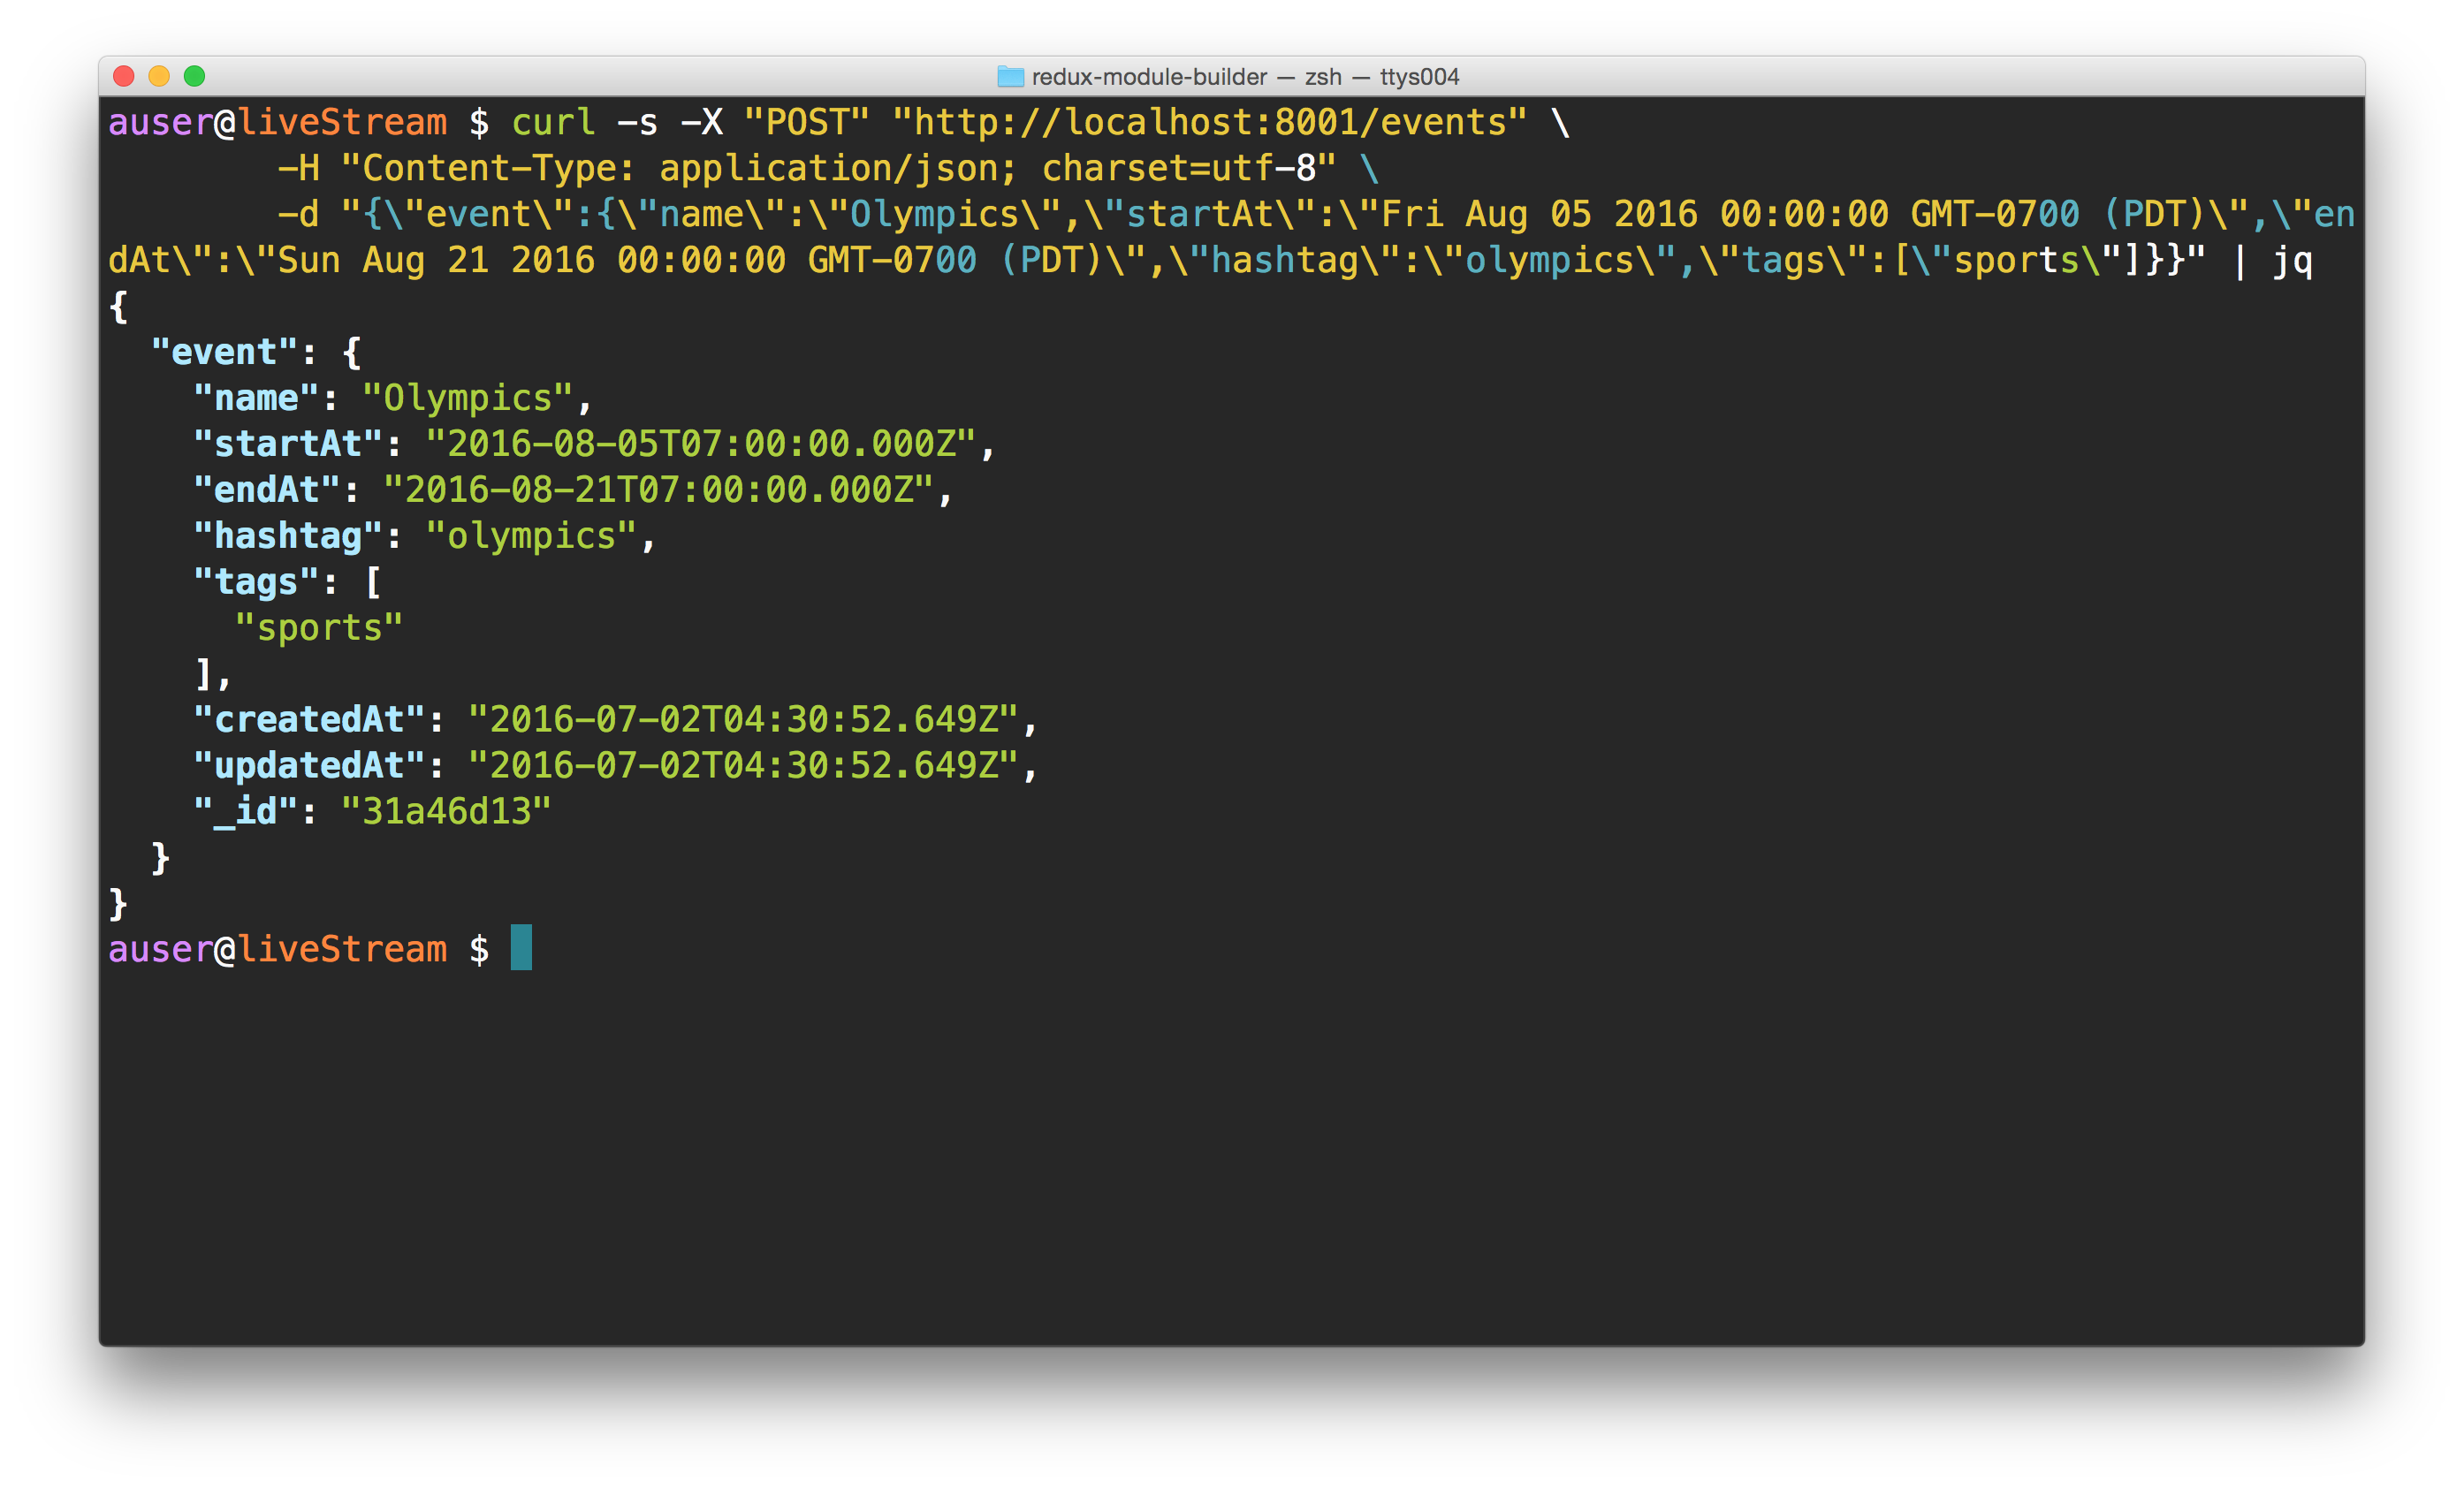 redux-module-builder — zsh — ttys004
auser@liveStream $ curl -s -X "POST" "http://localhost:8001/events" \
        -H "Content-Type: application/json; charset=utf-8" \
        -d "{\"event\":{\"name\":\"Olympics\",\"startAt\":\"Fri Aug 05 2016 00:00:00 GMT-0700 (PDT)\",\"en
dAt\":\"Sun Aug 21 2016 00:00:00 GMT-0700 (PDT)\",\"hashtag\":\"olympics\",\"tags\":[\"sports\"]}}" | jq
{
  "event": {
    "name": "Olympics",
    "startAt": "2016-08-05T07:00:00.000Z",
    "endAt": "2016-08-21T07:00:00.000Z",
    "hashtag": "olympics",
    "tags": [
      "sports"
    ],
    "createdAt": "2016-07-02T04:30:52.649Z",
    "updatedAt": "2016-07-02T04:30:52.649Z",
    "_id": "31a46d13"
  }
}
auser@liveStream $